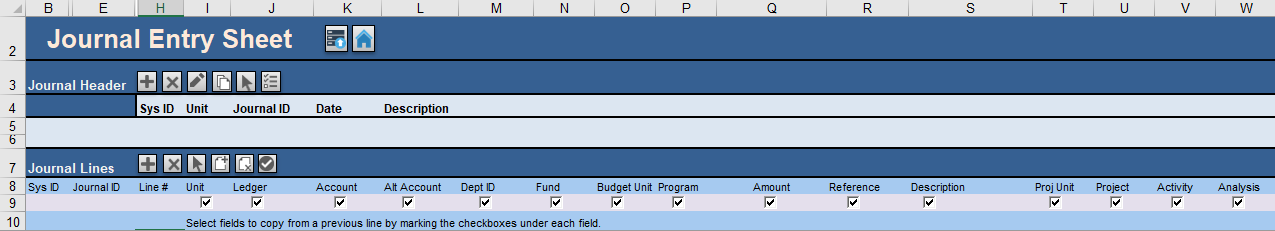 B E H I J K L M N O P Q R S T U V W
2 Journal Entry Sheet
3 Journal Header
4 Sys ID Unit Journal ID Date Description
5
6
7 Journal Lines
8 Sys ID Journal ID Line # Unit Ledger Account Alt Account Dept ID Fund Budget Unit Program Amount Reference Description Proj Unit Project Activity Analysis
9
10 Select fields to copy from a previous line by marking the checkboxes under each field.